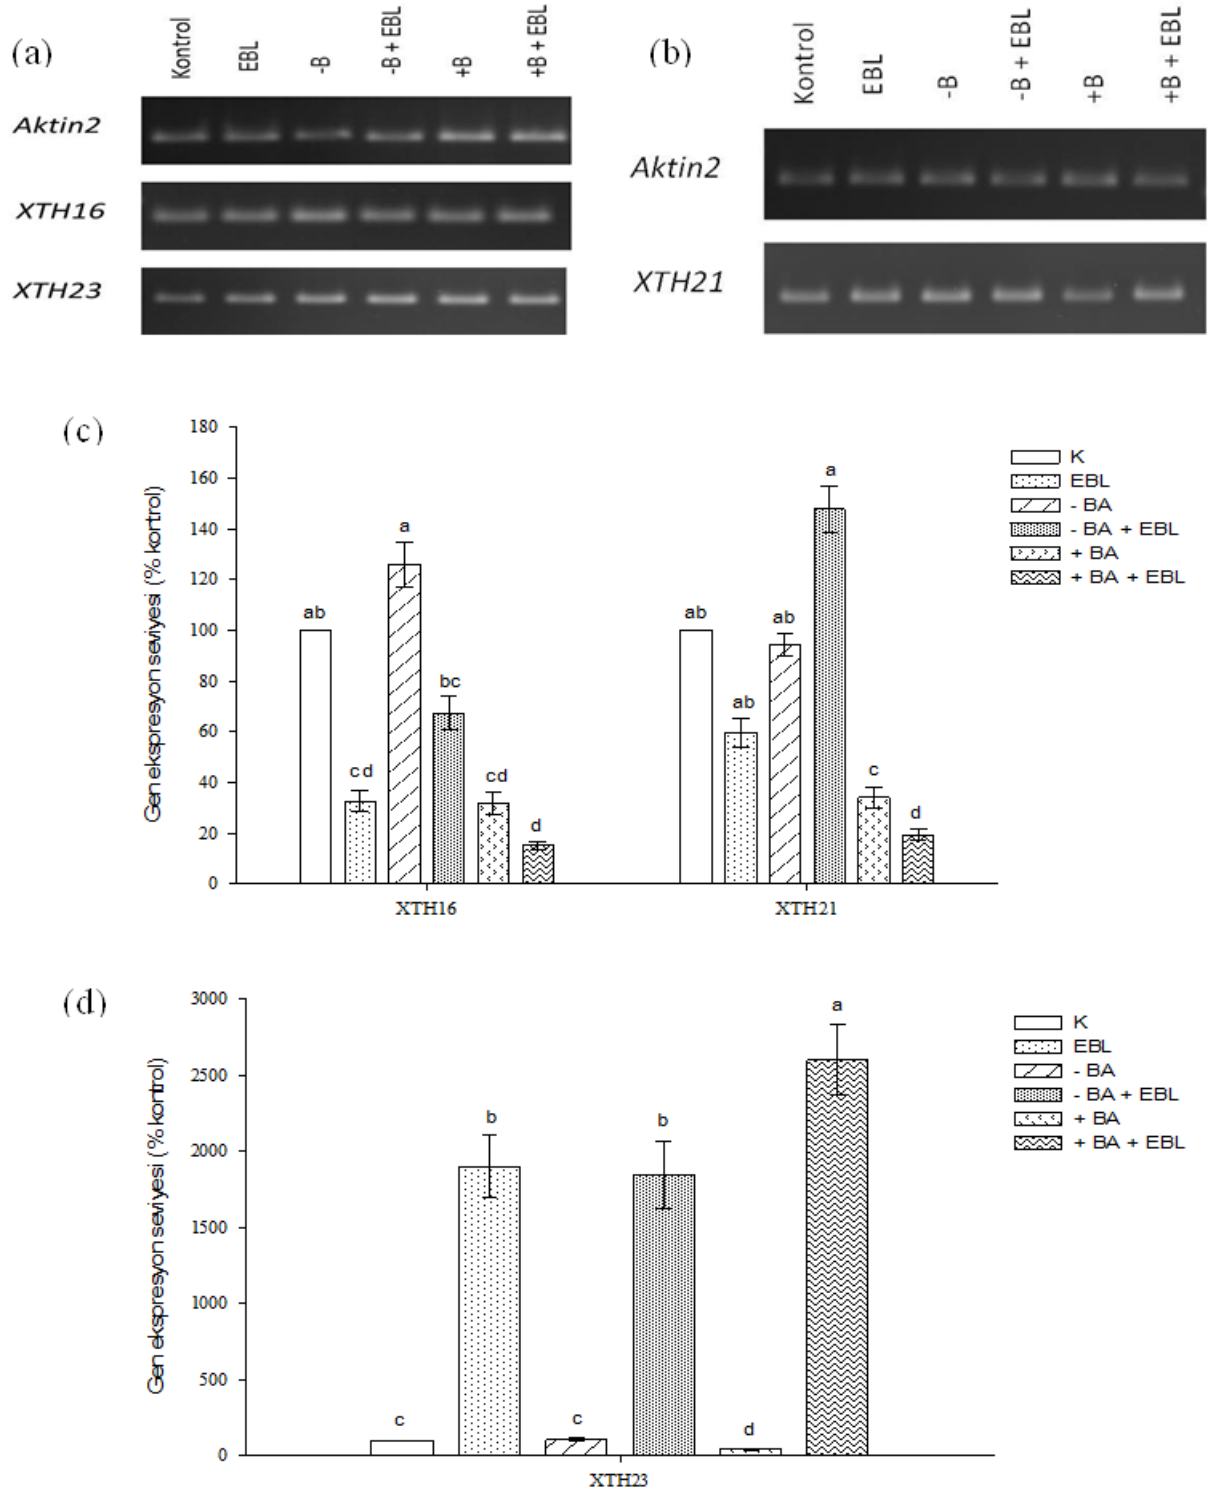 (a)
Kontrol
EBL
-B
-B + EBL
+B
+B + EBL
Aktin2
XTH16
XTH23
(b)
Kontrol
EBL
-B
-B + EBL
+B
+B + EBL
Aktin2
XTH21
(c)
Gen ekspresyon seviyesi (% kortrol)
180
160
140
120
100
80
60
40
20
0
ab
cd
a
bc
cd
d
ab
ab
ab
a
c
d
XTH16
XTH21
K
EBL
- BA
- BA + EBL
+ BA
+ BA + EBL
(d)
Gen ekspresyon seviyesi (% kontrol)
3000
2500
2000
1500
1000
500
0
c
b
c
b
d
a
XTH23
K
EBL
- BA
- BA + EBL
+ BA
+ BA + EBL